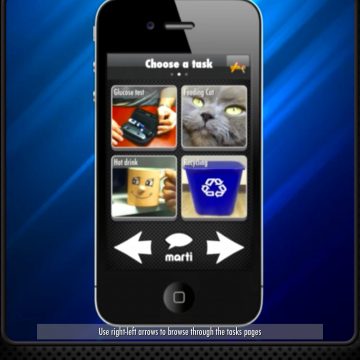 Choose a task
Glucose test
Feeding Cat
Hot drink
Recycling
marti
Use right-left arrows to browse through the tasks pages